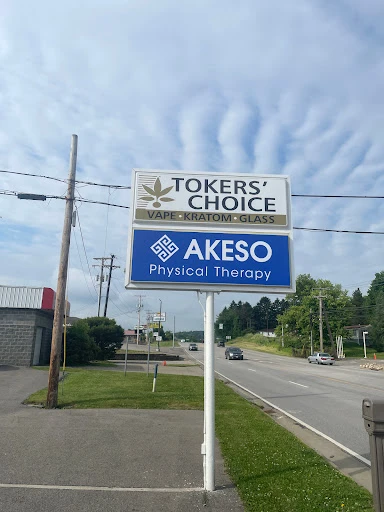 TOKERS'
CHOICE
VAPE • KRATOM • GLASS
AKESO
Physical Therapy